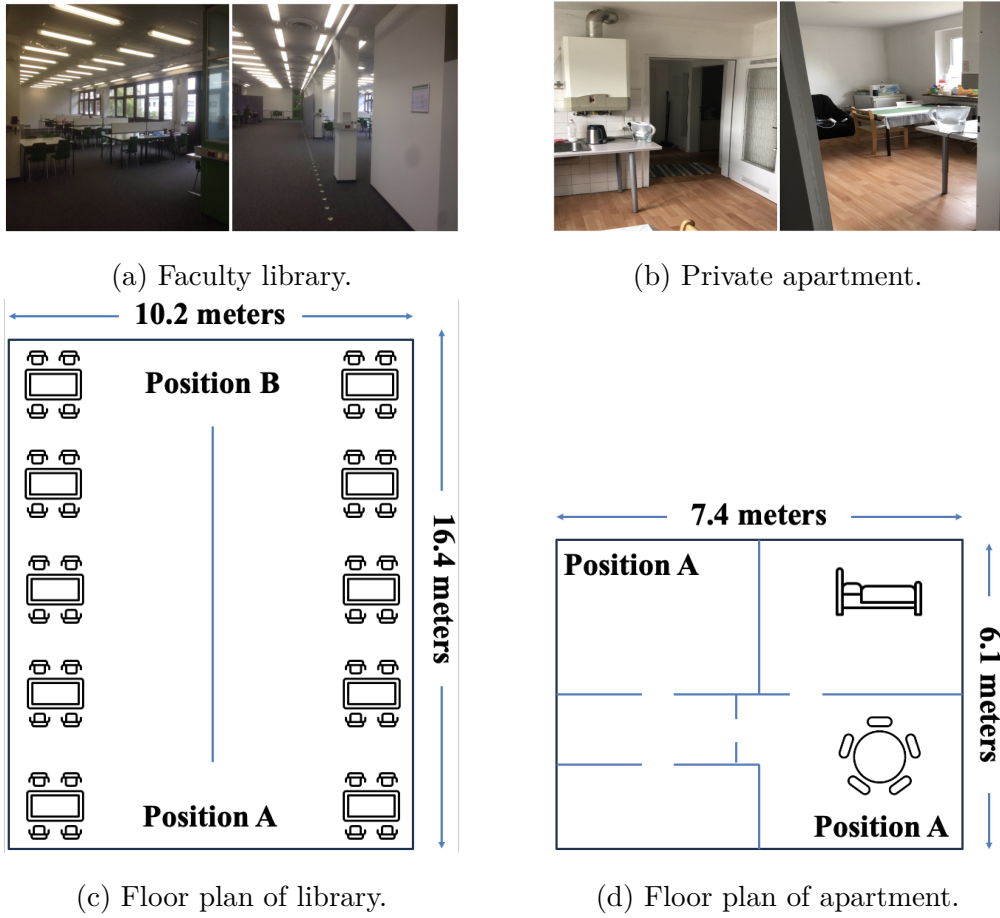 (a) Faculty library.
(b) Private apartment.
10.2 meters
Position B
16.4 meters
Position A
(c) Floor plan of library.
7.4 meters
Position A
6.1 meters
Position A
(d) Floor plan of apartment.